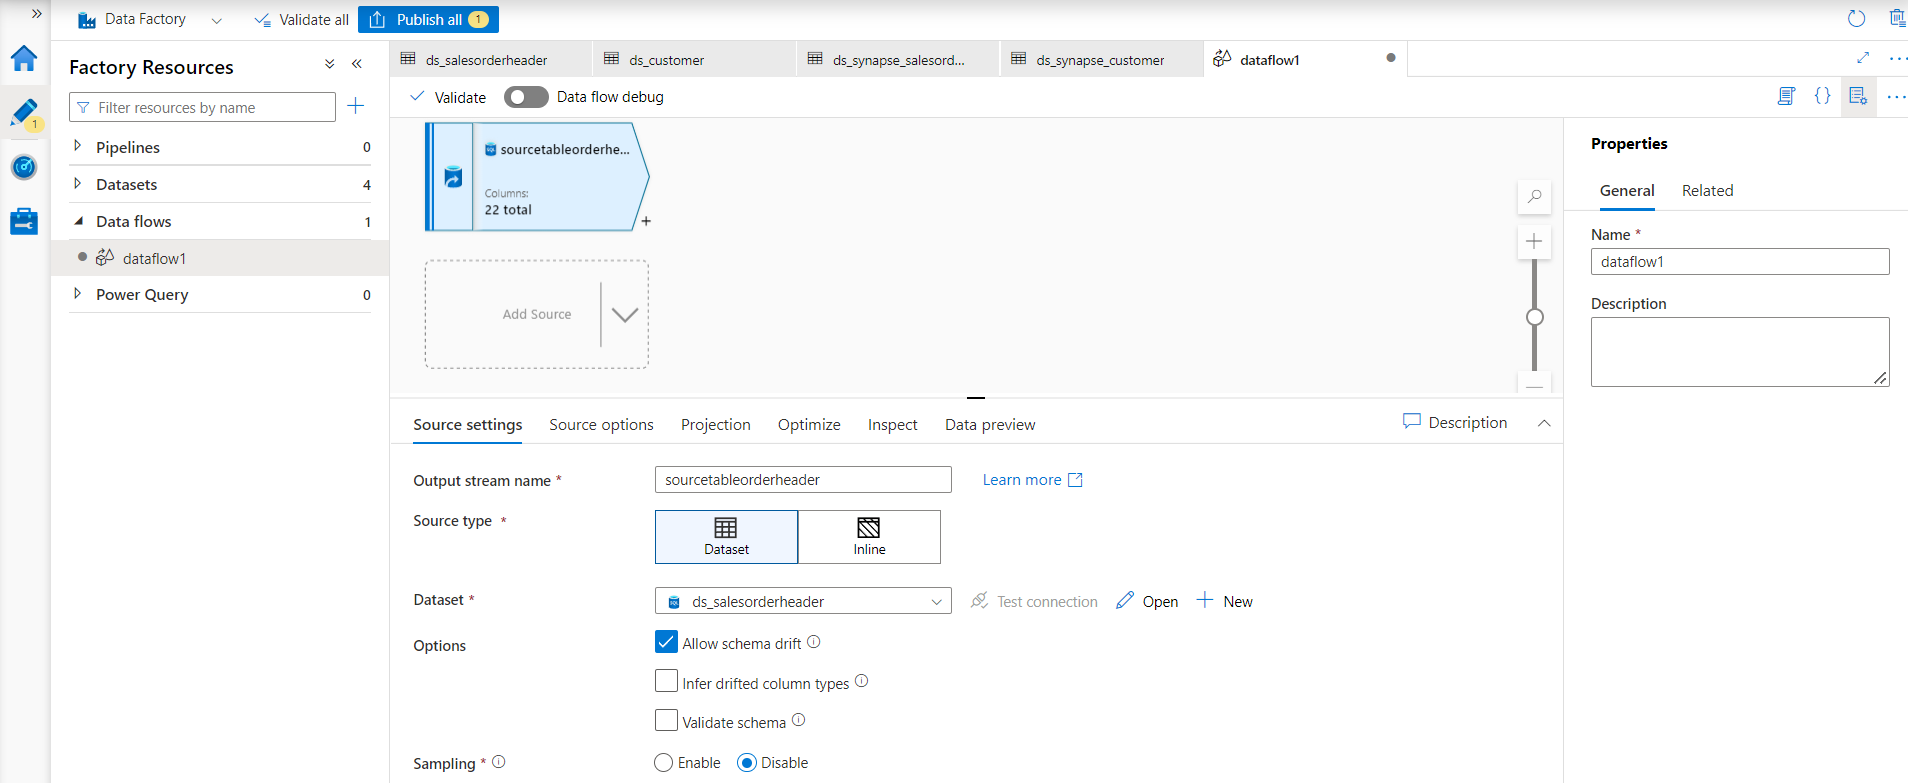 Data Factory
Validate all
Publish all 1
Factory Resources
Filter resources by name
1
Pipelines 0
Datasets 4
Data flows 1
dataflow1
Power Query 0
ds_salesorderheader
ds_customer
ds_synapse_salesord...
ds_synapse_customer
dataflow1
Validate
Data flow debug
sourcetableorderhe...
Columns:
22 total
Add Source
Source settings
Source options
Projection
Optimize
Inspect
Data preview
Description
Output stream name *
sourcetableorderheader
Learn more
Source type *
Dataset
Inline
Dataset *
ds_salesorderheader
Test connection
Open
New
Options
Allow schema drift
Infer drifted column types
Validate schema
Sampling *
Enable
Disable
Properties
General
Related
Name *
dataflow1
Description